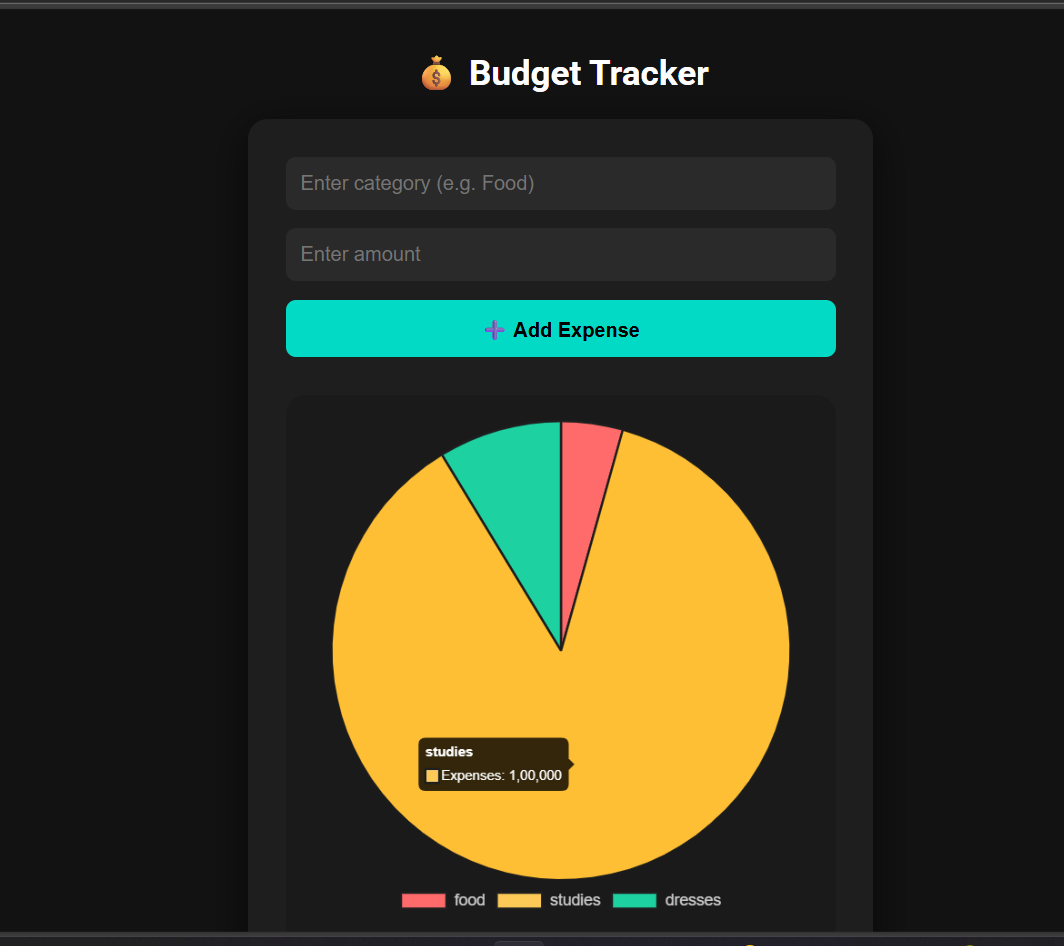 💰 Budget Tracker
Enter category (e.g. Food)
Enter amount
➕ Add Expense
studies
Expenses: 1,00,000
food studies dresses